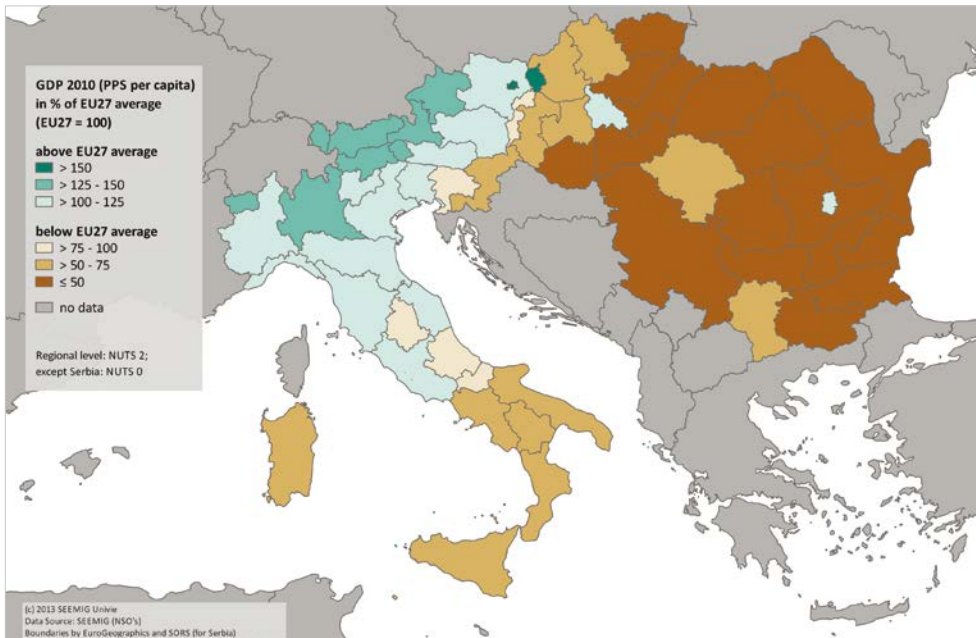 GDP 2010 (PPS per capita)
in % of EU27 average
(EU27 = 100)
above EU27 average
> 150
> 125 - 150
> 100 - 125
below EU27 average
> 75 - 100
> 50 - 75
≤ 50
no data
Regional level: NUTS 2;
except Serbia: NUTS 0
(c) 2013 SEEMIG Univie
Data Source: SEEMIG (NSO's)
Boundaries by EuroGeographics and SORS (for Serbia)